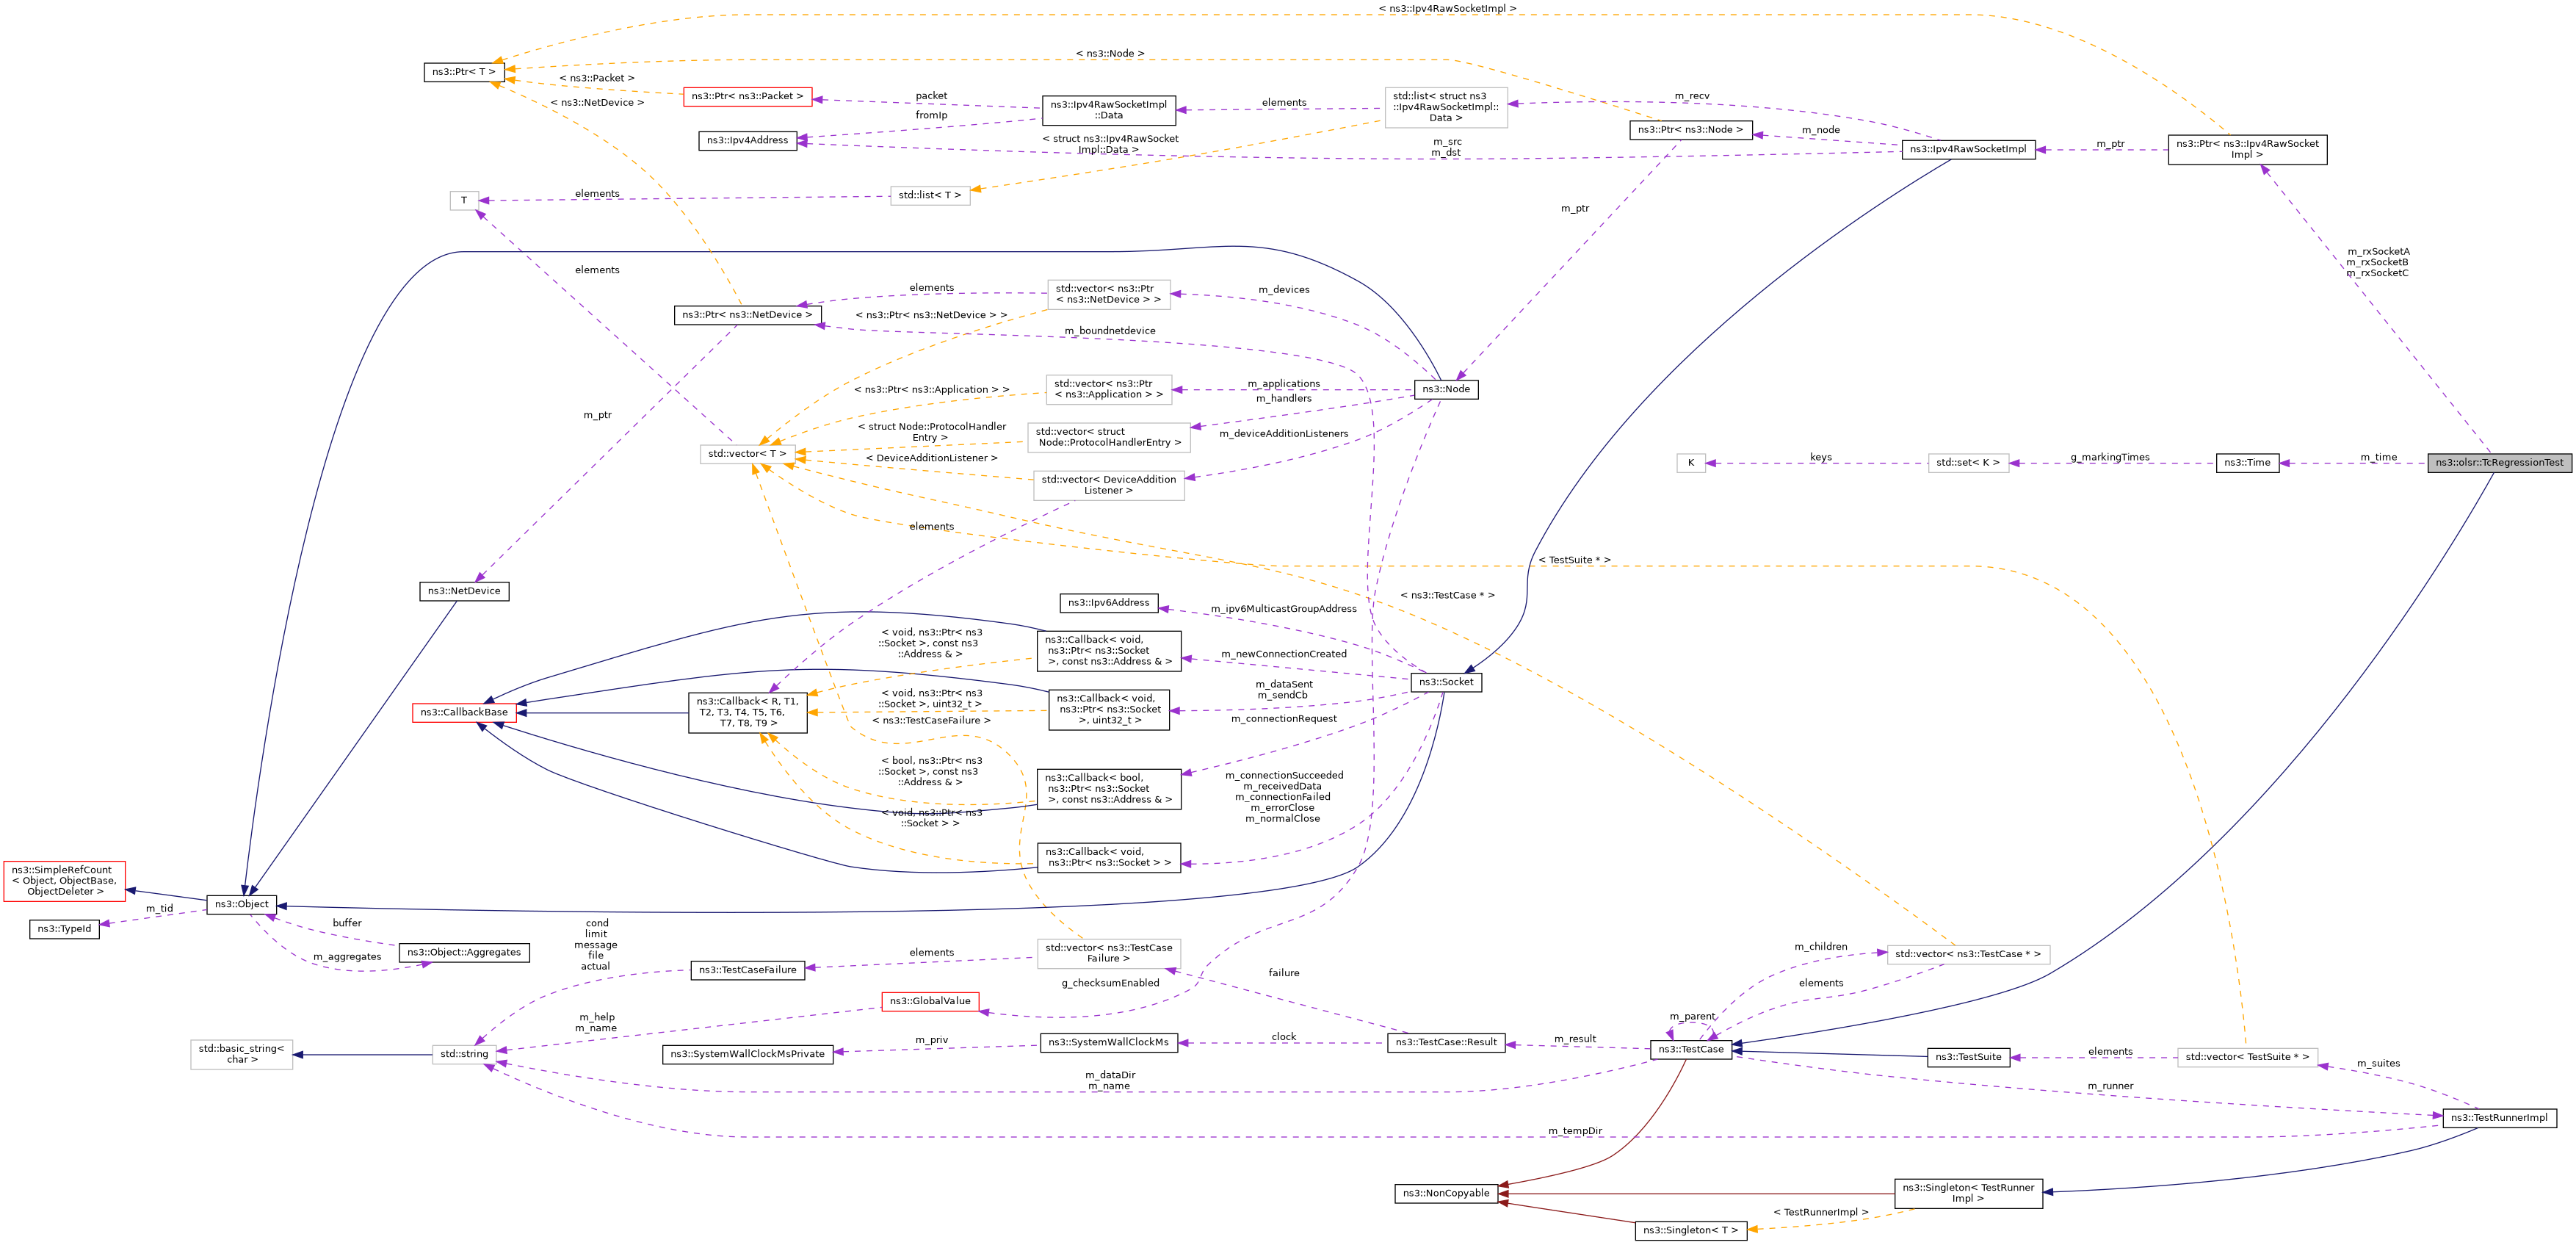 < ns3::Ipv4RawSocketImpl >
< ns3::Node >
ns3::Ptr< T >
< ns3::Packet >
ns3::Ptr< ns3::Packet >
< ns3::NetDevice >
packet
fromIp
ns3::Ipv4RawSocketImpl
::Data
elements
std::list< struct ns3
::Ipv4RawSocketImpl::
Data >
m_recv
ns3::Ptr< ns3::Node >
m_node
ns3::Ipv4Address
< struct ns3::Ipv4RawSocket
Impl::Data >
m_src
m_dst
ns3::Ipv4RawSocketImpl
m_ptr
ns3::Ptr< ns3::Ipv4RawSocket
Impl >
T
elements
std::list< T >
m_ptr
m_rxSocketA
m_rxSocketB
m_rxSocketC
elements
ns3::Ptr< ns3::NetDevice >
elements
std::vector< ns3::Ptr
< ns3::NetDevice > >
m_devices
< ns3::Ptr< ns3::NetDevice > >
m_boundnetdevice
m_ptr
< ns3::Ptr< ns3::Application > >
std::vector< ns3::Ptr
< ns3::Application > >
m_applications
m_handlers
ns3::Node
< struct Node::ProtocolHandler
Entry >
std::vector< struct
Node::ProtocolHandlerEntry >
m_deviceAdditionListeners
std::vector< T >
< DeviceAdditionListener >
std::vector< DeviceAddition
Listener >
K
keys
std::set< K >
g_markingTimes
ns3::Time
m_time
ns3::olsr::TcRegressionTest
elements
< TestSuite * >
ns3::NetDevice
ns3::Ipv6Address
m_ipv6MulticastGroupAddress
< ns3::TestCase * >
< void, ns3::Ptr< ns3
::Socket >, const ns3
::Address & >
ns3::Callback< void,
ns3::Ptr< ns3::Socket
>, const ns3::Address & >
m_newConnectionCreated
ns3::Socket
ns3::CallbackBase
ns3::Callback< R, T1,
T2, T3, T4, T5, T6,
T7, T8, T9 >
< void, ns3::Ptr< ns3
::Socket >, uint32_t >
< ns3::TestCaseFailure >
ns3::Callback< void,
ns3::Ptr< ns3::Socket
>, uint32_t >
m_dataSent
m_sendCb
m_connectionRequest
< bool, ns3::Ptr< ns3
::Socket >, const ns3
::Address & >
ns3::Callback< bool,
ns3::Ptr< ns3::Socket
>, const ns3::Address & >
m_connectionSucceeded
m_receivedData
m_connectionFailed
m_errorClose
m_normalClose
< void, ns3::Ptr< ns3
::Socket > >
ns3::Callback< void,
ns3::Ptr< ns3::Socket > >
ns3::SimpleRefCount
< Object, ObjectBase,
ObjectDeleter >
m_tid
ns3::TypeId
ns3::Object
buffer
m_aggregates
ns3::Object::Aggregates
cond
limit
message
file
actual
ns3::TestCaseFailure
elements
std::vector< ns3::TestCase
Failure >
failure
g_checksumEnabled
m_children
std::vector< ns3::TestCase * >
elements
m_help
m_name
ns3::GlobalValue
m_parent
std::basic_string<
char >
std::string
ns3::SystemWallClockMsPrivate
m_priv
ns3::SystemWallClockMs
clock
ns3::TestCase::Result
m_result
ns3::TestCase
ns3::TestSuite
elements
std::vector< TestSuite * >
m_suites
m_dataDir
m_name
m_runner
ns3::TestRunnerImpl
m_tempDir
ns3::NonCopyable
ns3::Singleton< TestRunner
Impl >
< TestRunnerImpl >
ns3::Singleton< T >